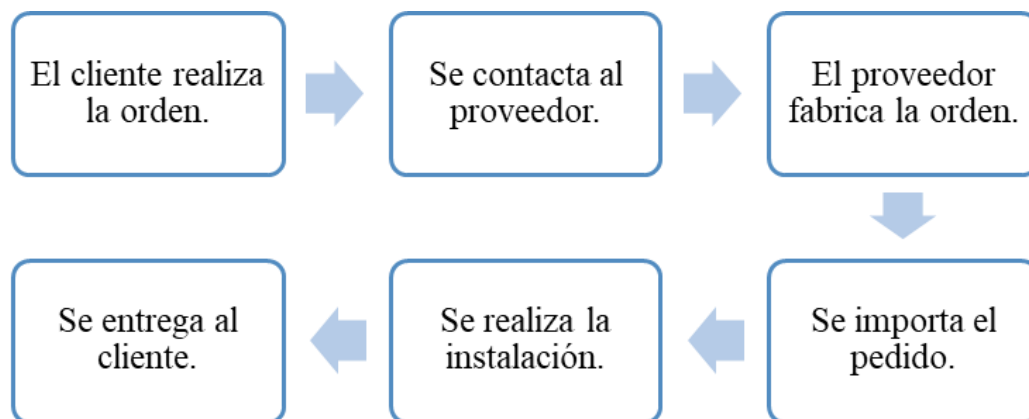 El cliente realiza
la orden.
Se contacta al
proveedor.
El proveedor
fabrica la orden.
Se importa el
pedido.
Se realiza la
instalación.
Se entrega al
cliente.